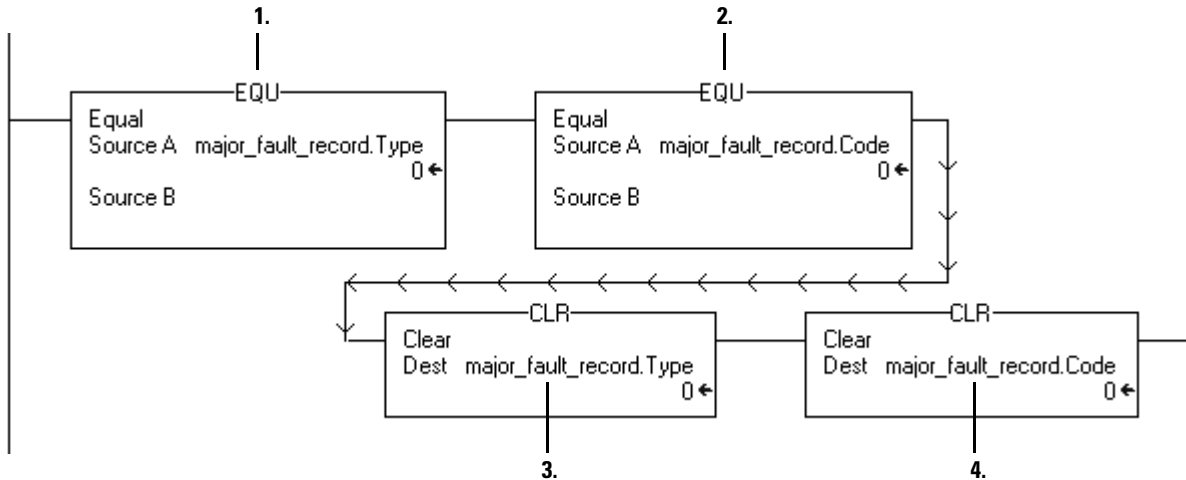 1.
2.
EQU
Equal
Source A major_fault_record.Type
0
Source B
EQU
Equal
Source A major_fault_record.Code
0
Source B
CLR
Clear
Dest major_fault_record.Type
0
CLR
Clear
Dest major_fault_record.Code
0
3.
4.